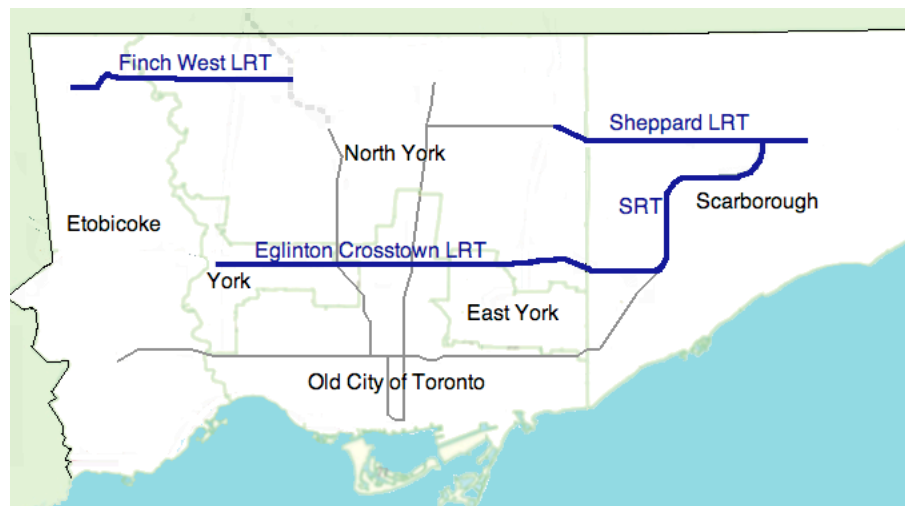 Finch West LRT
Sheppard LRT
North York
SRT
Scarborough
Etobicoke
Eglinton Crosstown LRT
York
East York
Old City of Toronto